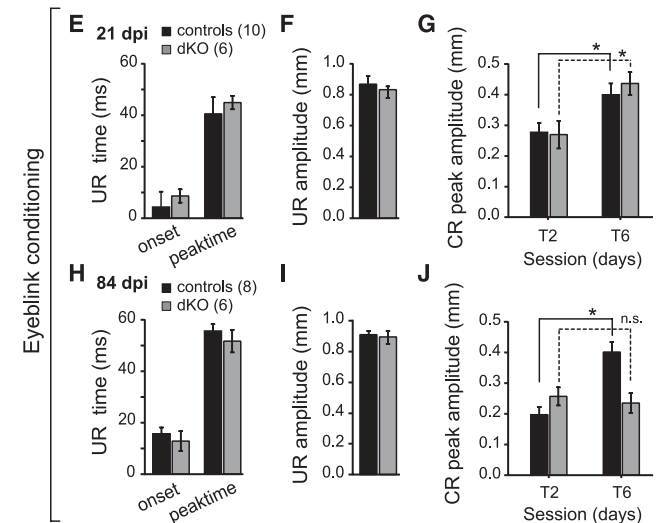 Eyeblink conditioning
E
21 dpi
controls (10)
dKO (6)
UR time (ms)
60
40
20
0
onset
peaktime
F
UR amplitude (mm)
1.0
0.8
0.6
0.4
0.2
0.0
G
CR peak amplitude (mm)
0.5
0.4
0.3
0.2
0.1
0.0
*
*
T2
T6
Session (days)
H
84 dpi
controls (8)
dKO (6)
UR time (ms)
60
40
20
0
onset
peaktime
I
UR amplitude (mm)
1.0
0.8
0.6
0.4
0.2
0.0
J
CR peak amplitude (mm)
0.5
0.4
0.3
0.2
0.1
0.0
*
n.s.
T2
T6
Session (days)